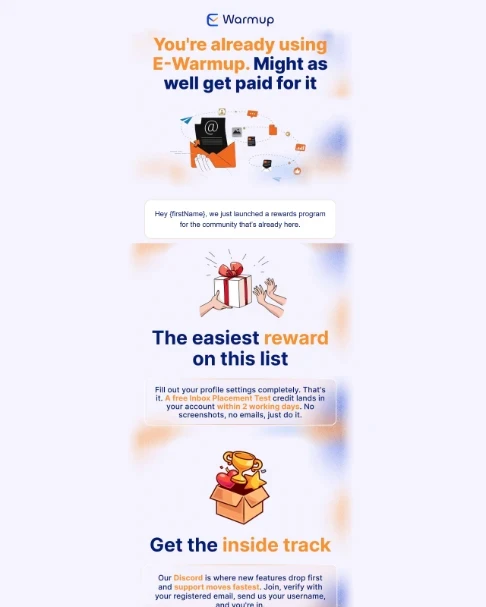 Warmup
You're already using
E-Warmup. Might as
well get paid for it
@
Hey {firstName}, we just launched a rewards program
for the community that's already here.
The easiest reward
on this list
Fill out your profile settings completely. That's
it. A free Inbox Placement Test credit lands in
your account within 2 working days. No
screenshots, no emails, just do it.
Get the inside track
Our Discord is where new features drop first
and support moves fastest. Join, verify with
your registered email, send us your username,
and you're in.